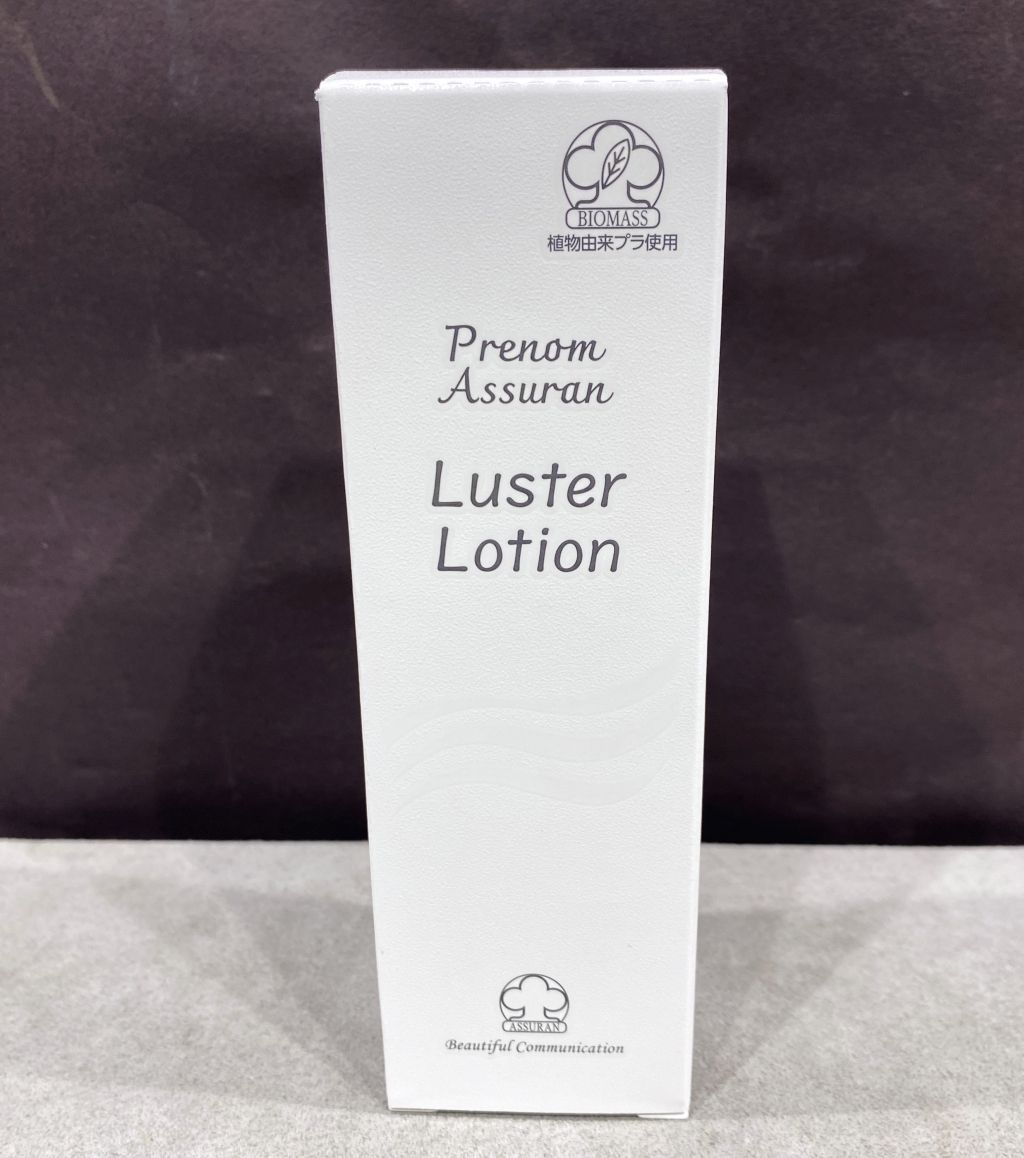 BIOMASS
植物由来プラ使用
Prenom
Assuran
Luster
Lotion
ASSURAN
Beautiful Communication